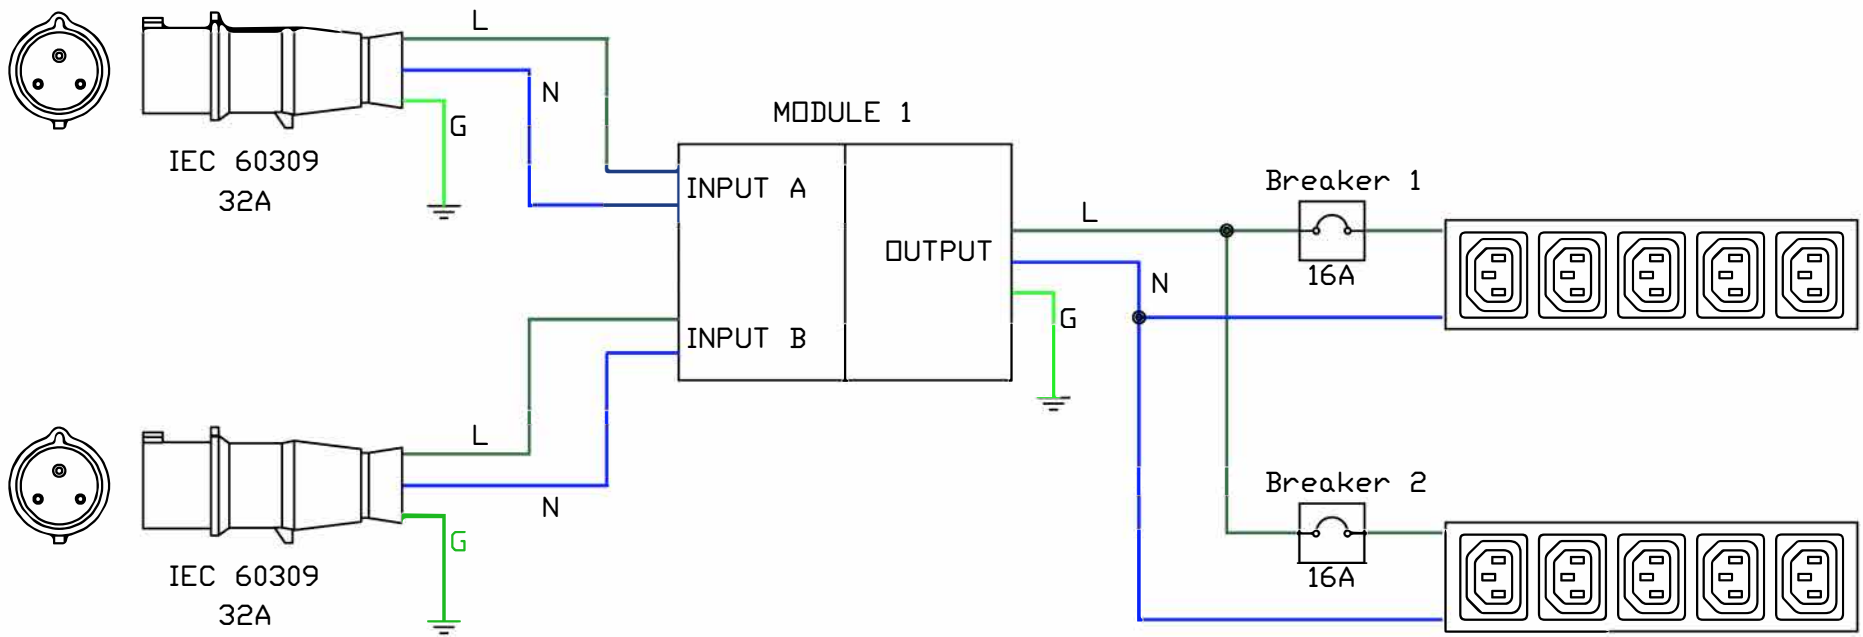 L
N
G
IEC 60309
32A
MODULE 1
INPUT A
OUTPUT
INPUT B
L
N
G
Breaker 1
16A
L
N
G
IEC 60309
32A
Breaker 2
16A